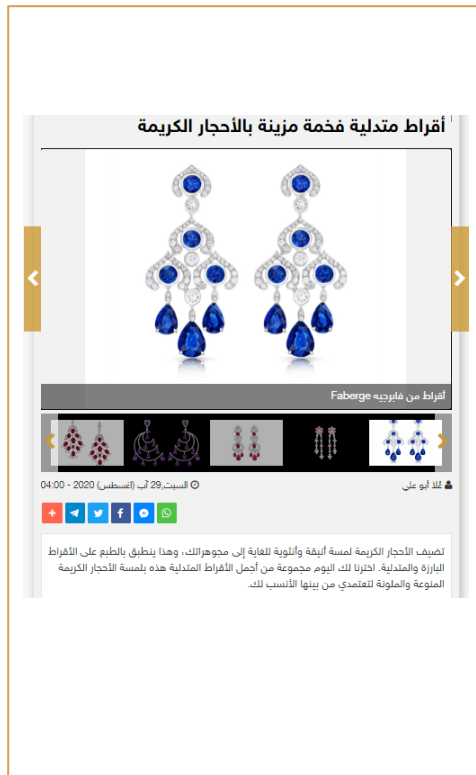 أقراط متدلية فخمة مزينة بالأحجار الكريمة
أقراط من فابرجيه Faberge
عُلا أبو علي
السبت,29 آب (اغسطس) 2020 - 04:00
تضيف الأحجار الكريمة لمسة أنيقة وأنثوية للغاية إلى مجوهراتك، وهذا ينطبق بالطبع على الأقراط
البارزة والمتدلية. اخترنا لك اليوم مجموعة من أجمل الأقراط المتدلية هذه بلمسة الأحجار الكريمة
المنوعة والملونة لتعتمدي من بينها الأنسب لك.